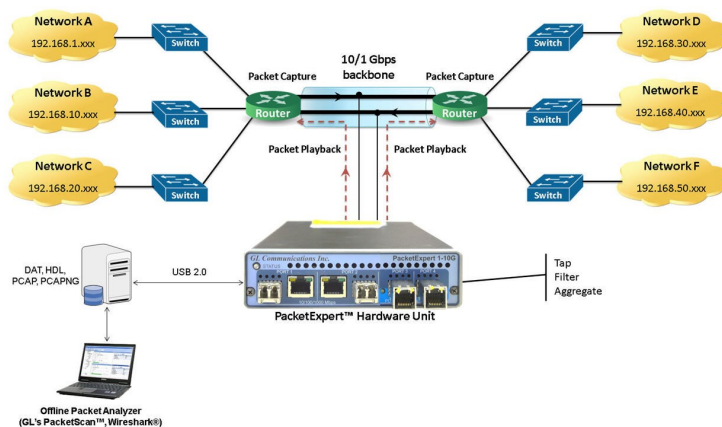 Network A
192.168.1.xxx
Switch
Network B
192.168.10.xxx
Switch
Network C
192.168.20.xxx
Switch
Packet Capture
Router
10/1 Gbps
backbone
Packet Capture
Router
Packet Playback
Packet Playback
Switch
Network D
192.168.30.xxx
Switch
Network E
192.168.40.xxx
Switch
Network F
192.168.50.xxx
GL Communications Inc.
PacketExpert 1-10G
STATUS
PacketExpert™ Hardware Unit
Tap
Filter
Aggregate
DAT, HDL,
PCAP, PCAPNG
USB 2.0
Offline Packet Analyzer
(GL's PacketScan™, Wireshark®)